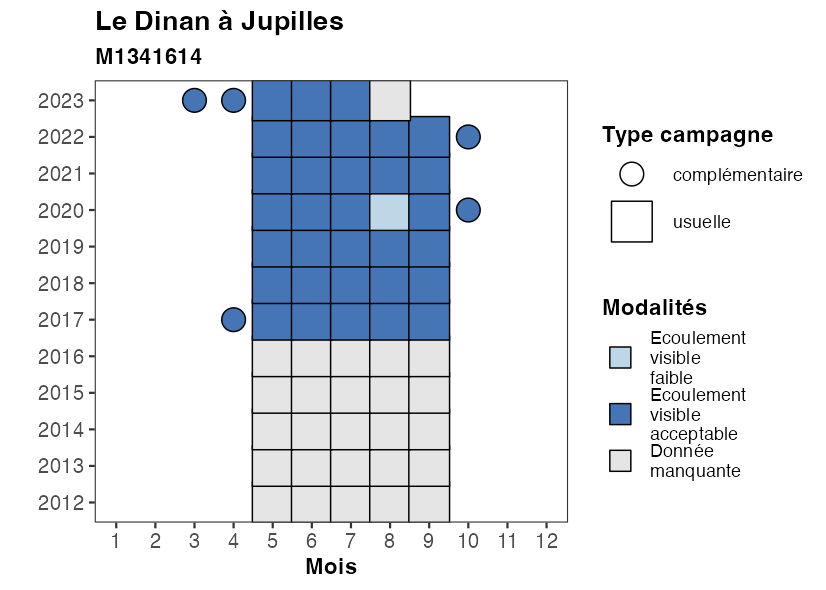 Le Dinan à Jupilles
M1341614
2023
2022
2021
2020
2019
2018
2017
2016
2015
2014
2013
2012
1 2 3 4 5 6 7 8 9 10 11 12
Mois
Type campagne
complémentaire
usuelle
Modalités
Ecoulement
visible
faible
Ecoulement
visible
acceptable
Donnée
manquante